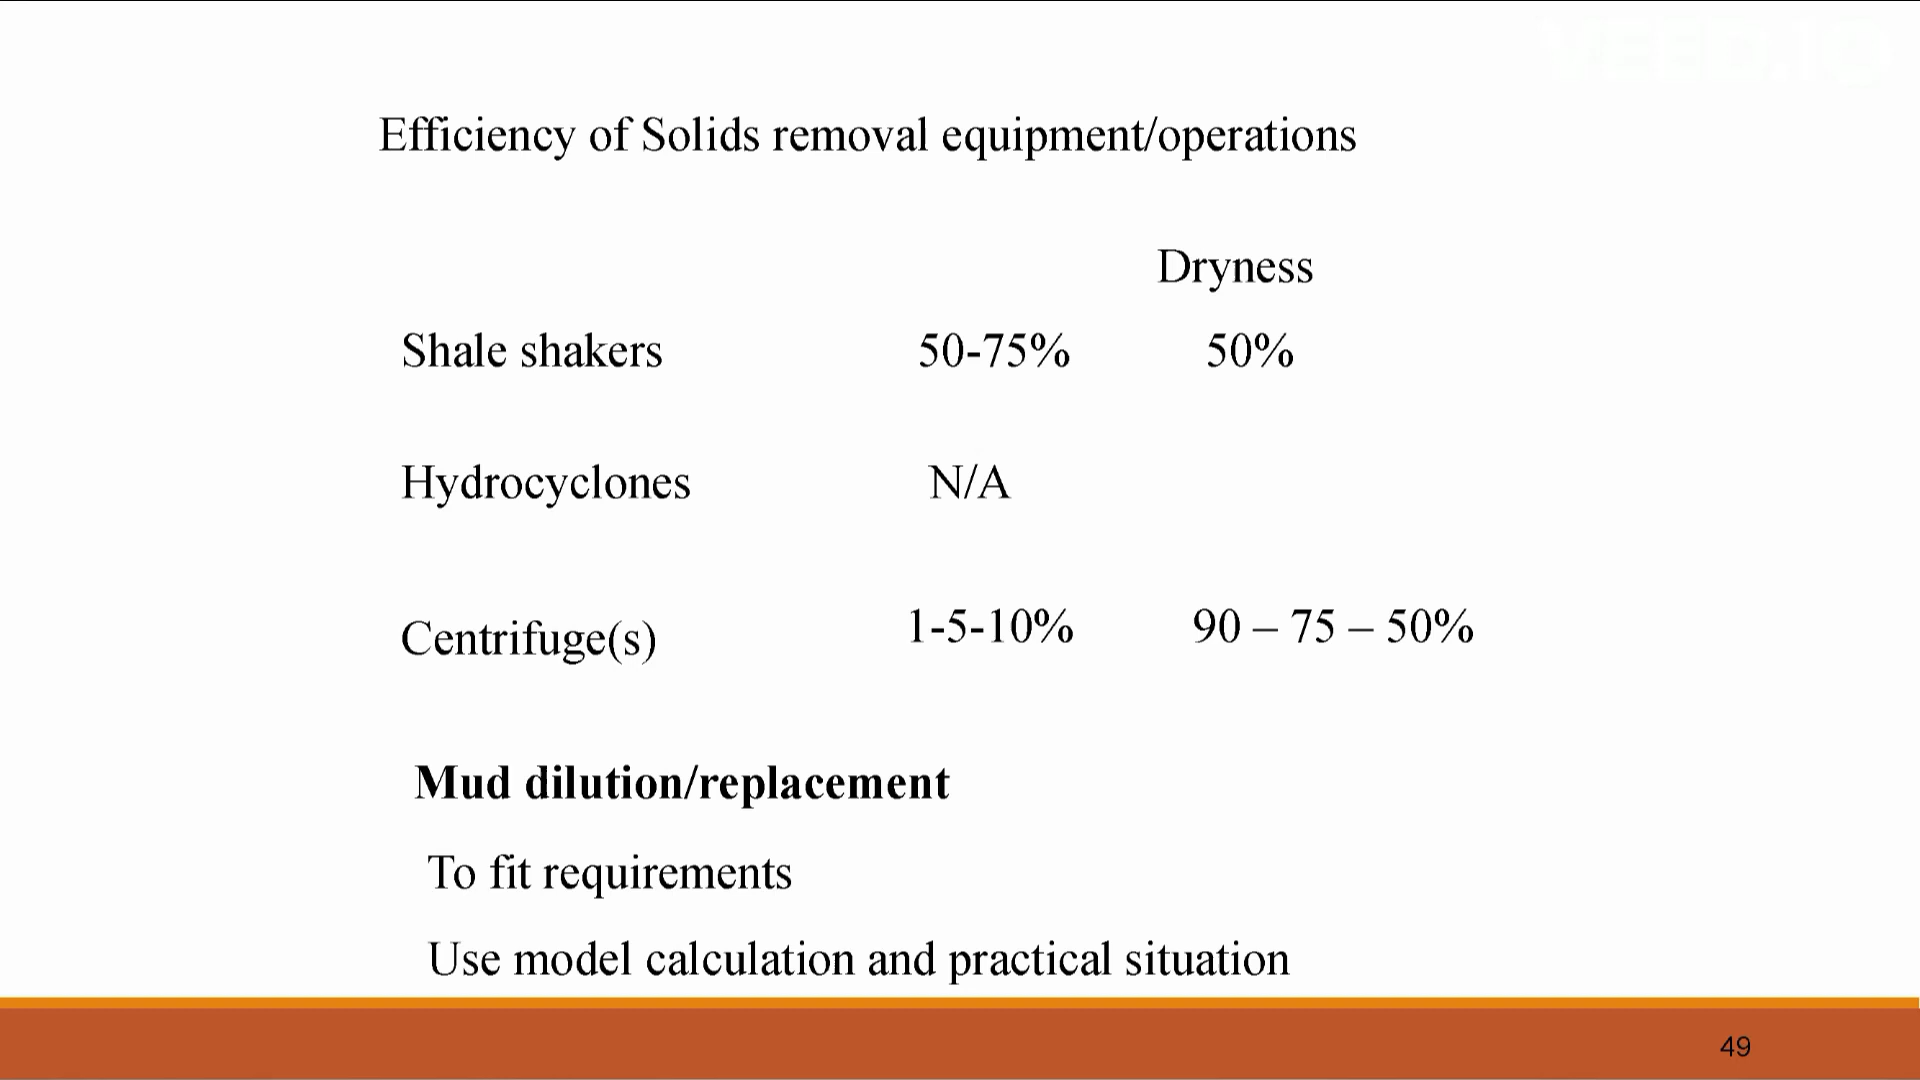 Efficiency of Solids removal equipment/operations
Dryness
Shale shakers 50-75% 50%
Hydrocyclones N/A
Centrifuge(s) 1-5-10% 90 – 75 – 50%
Mud dilution/replacement
To fit requirements
Use model calculation and practical situation
49